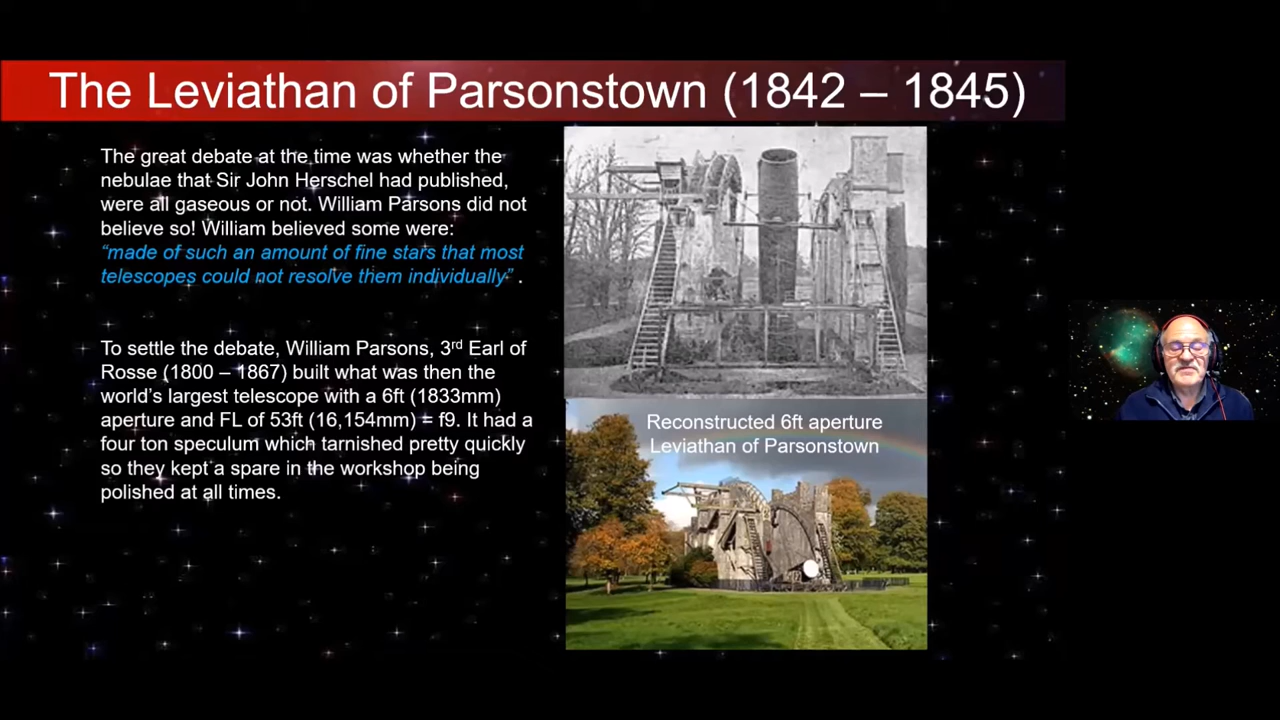 The Leviathan of Parsonstown (1842 – 1845)
The great debate at the time was whether the
nebulae that Sir John Herschel had published,
were all gaseous or not. William Parsons did not
believe so! William believed some were:
“made of such an amount of fine stars that most
telescopes could not resolve them individually” .
To settle the debate, William Parsons, 3rd Earl of
Rosse (1800 – 1867) built what was then the
world’s largest telescope with a 6ft (1833mm)
aperture and FL of 53ft (16,154mm) = f9. It had a
four ton speculum which tarnished pretty quickly
so they kept a spare in the workshop being
polished at all times.
Reconstructed 6ft aperture
Leviathan of Parsonstown